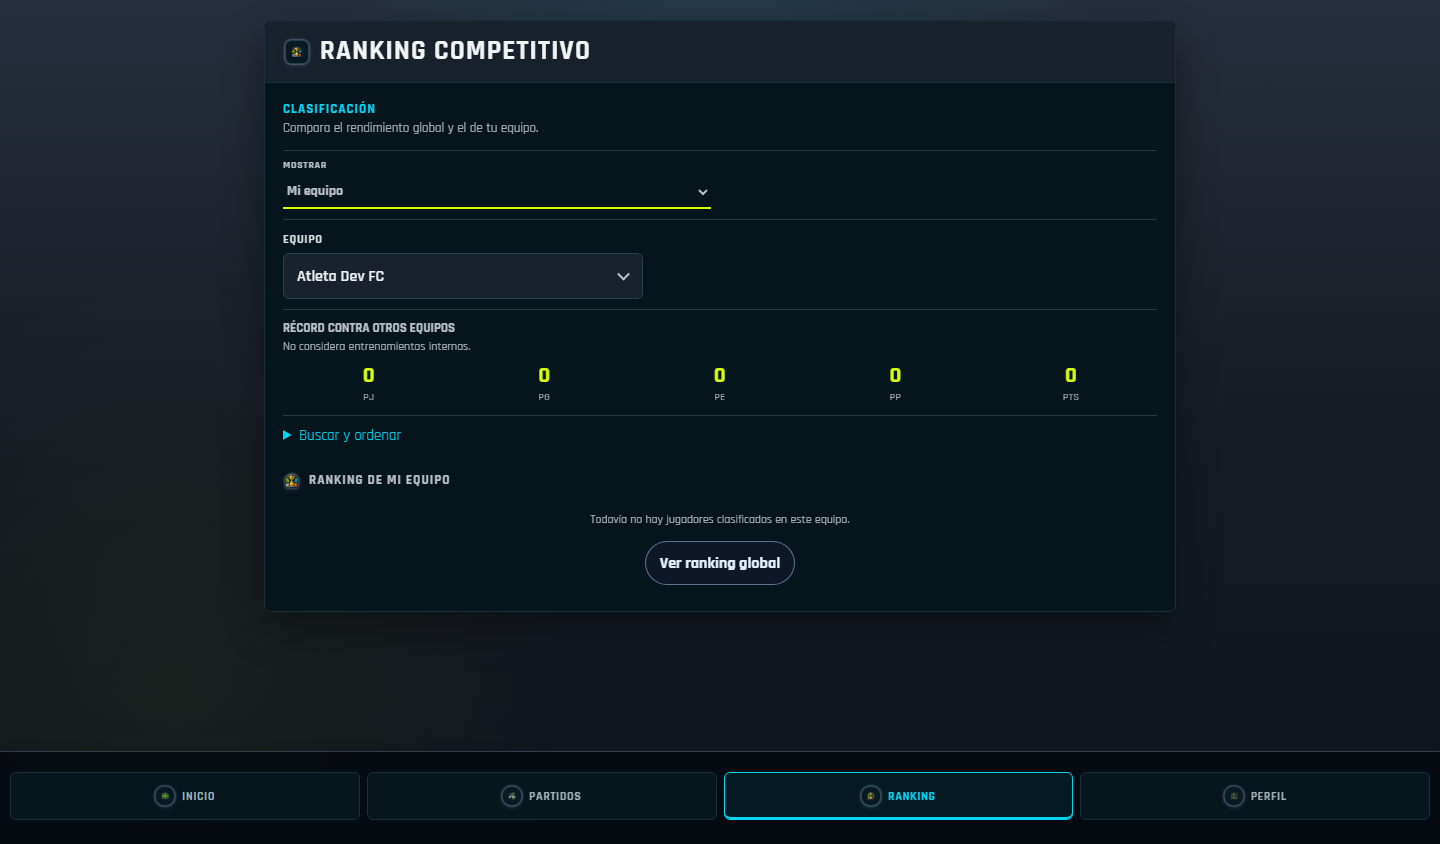 RANKING COMPETITIVO
CLASIFICACIÓN
Compara el rendimiento global y el de tu equipo.
MOSTRAR
Mi equipo
EQUIPO
Atleta Dev FC
RÉCORD CONTRA OTROS EQUIPOS
No considera entrenamientos internos.
0 0 0 0 0
PJ PG PE PP PTS
Buscar y ordenar
RANKING DE MI EQUIPO
Todavía no hay jugadores clasificados en este equipo.
Ver ranking global
INICIO PARTIDOS RANKING PERFIL